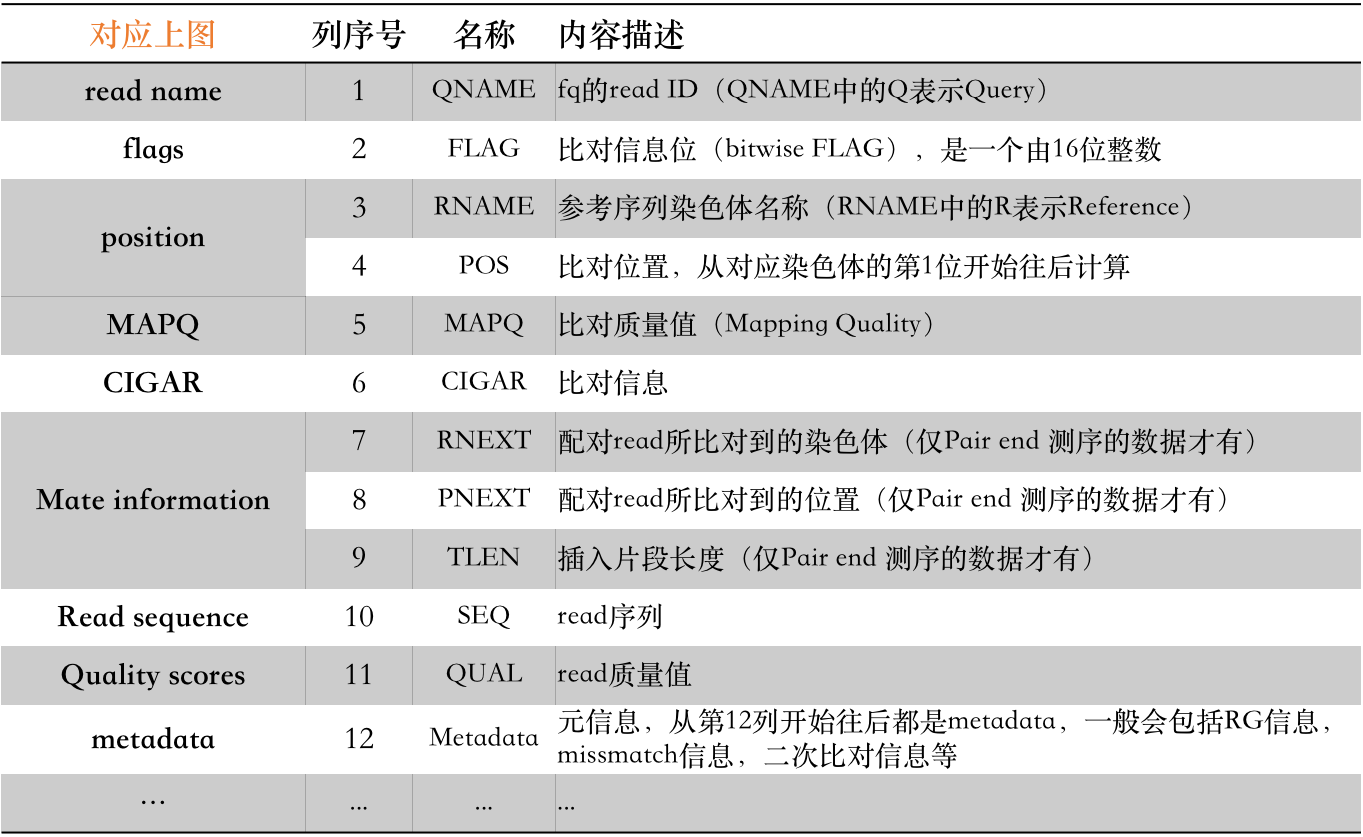 对应上图 列序号 名称 内容描述
read name 1 QNAME fq的read ID（QNAME中的Q表示Query）
flags 2 FLAG 比对信息位（bitwise FLAG），是一个由16位整数
position 3 RNAME 参考序列染色体名称（RNAME中的R表示Reference）
4 POS 比对位置，从对应染色体的第1位开始往后计算
MAPQ 5 MAPQ 比对质量值（Mapping Quality）
CIGAR 6 CIGAR 比对信息
Mate information 7 RNEXT 配对read所比对到的染色体（仅Pair end 测序的数据才有）
8 PNEXT 配对read所比对到的位置（仅Pair end 测序的数据才有）
9 TLEN 插入片段长度（仅Pair end 测序的数据才有）
Read sequence 10 SEQ read序列
Quality scores 11 QUAL read质量值
metadata 12 Metadata 元信息，从第12列开始往后都是metadata，一般会包括RG信息，
missmatch信息，二次比对信息等
... ... ... ...